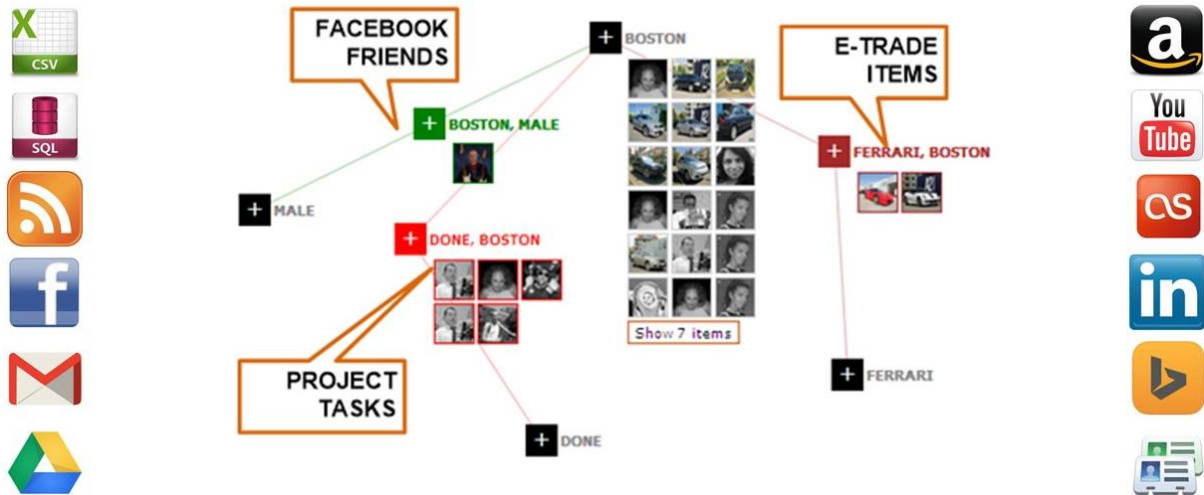 CSV
SQL
FACEBOOK
FRIENDS
BOSTON
E-TRADE
ITEMS
BOSTON, MALE
FERRARI, BOSTON
MALE
DONE, BOSTON
Show 7 items
PROJECT
TASKS
FERRARI
DONE
a
You
Tube
in